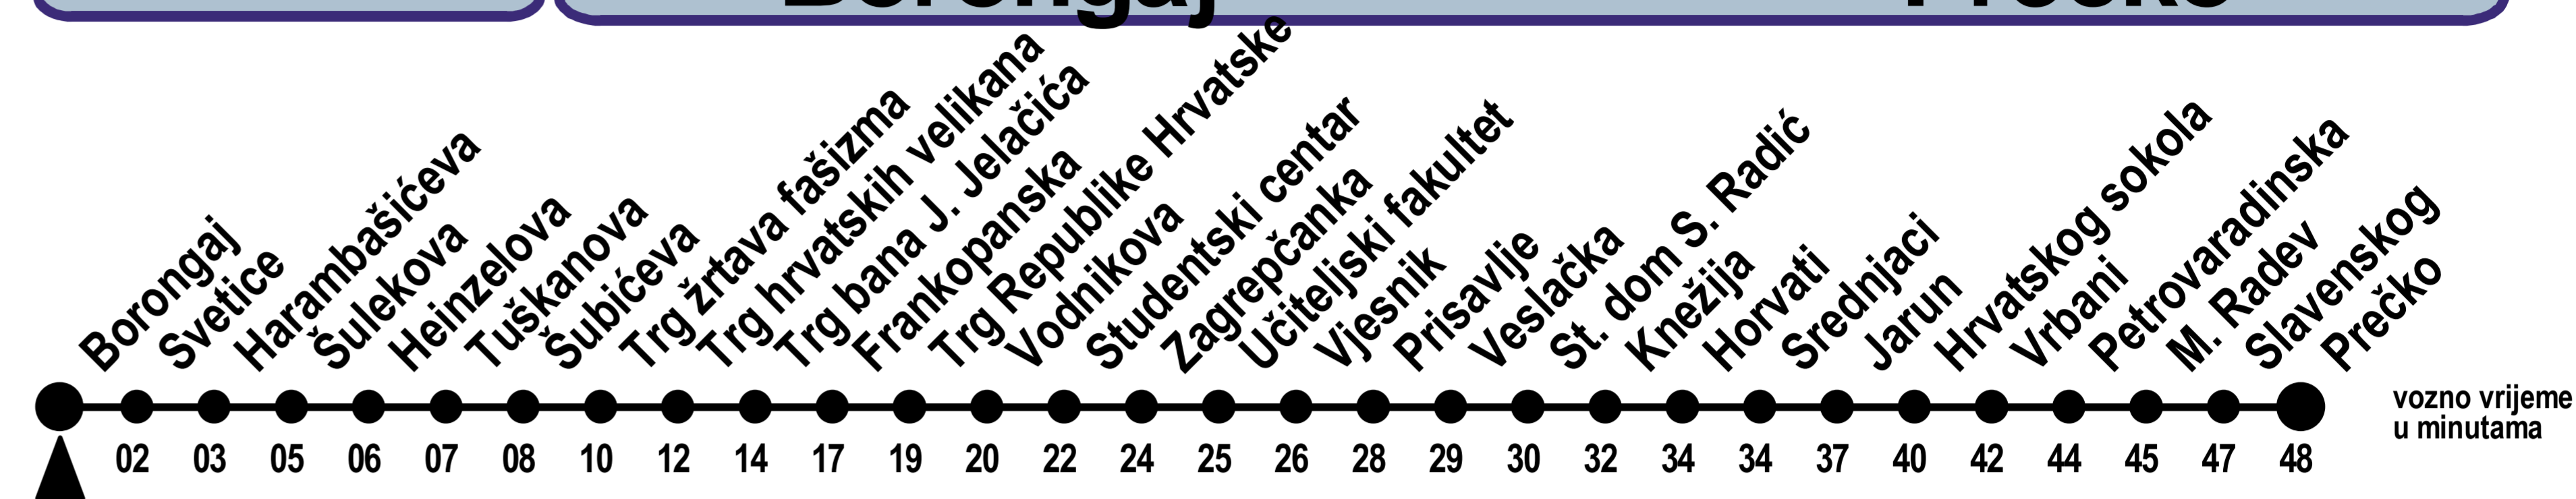 Borongaj Prečko
Borongaj
Svetice
Harambašićeva
Šulekova
Heinzelova
Tuškanova
Šubićeva
Trg žrtava fašizma
Trg hrvatskih velikana
Trg bana J. Jelačića
Frankopanska
Trg Republike Hrvatske
Vodnikova
Studentski centar
Zagrepčanka
Učiteljski fakultet
Vjesnik
Prisavlje
Veslačka
St. dom S. Radić
Knežija
Horvati
Srednjaci
Jarun
Hrvatskog sokola
Vrbani
Petrovaradinska
M. Radev
Slavenskog
Prečko
02 03 05 06 07 08 10 12 14 17 19 20 22 24 25 26 28 29 30 32 34 34 37 40 42 44 45 47 48
vozno vrijeme
u minutama